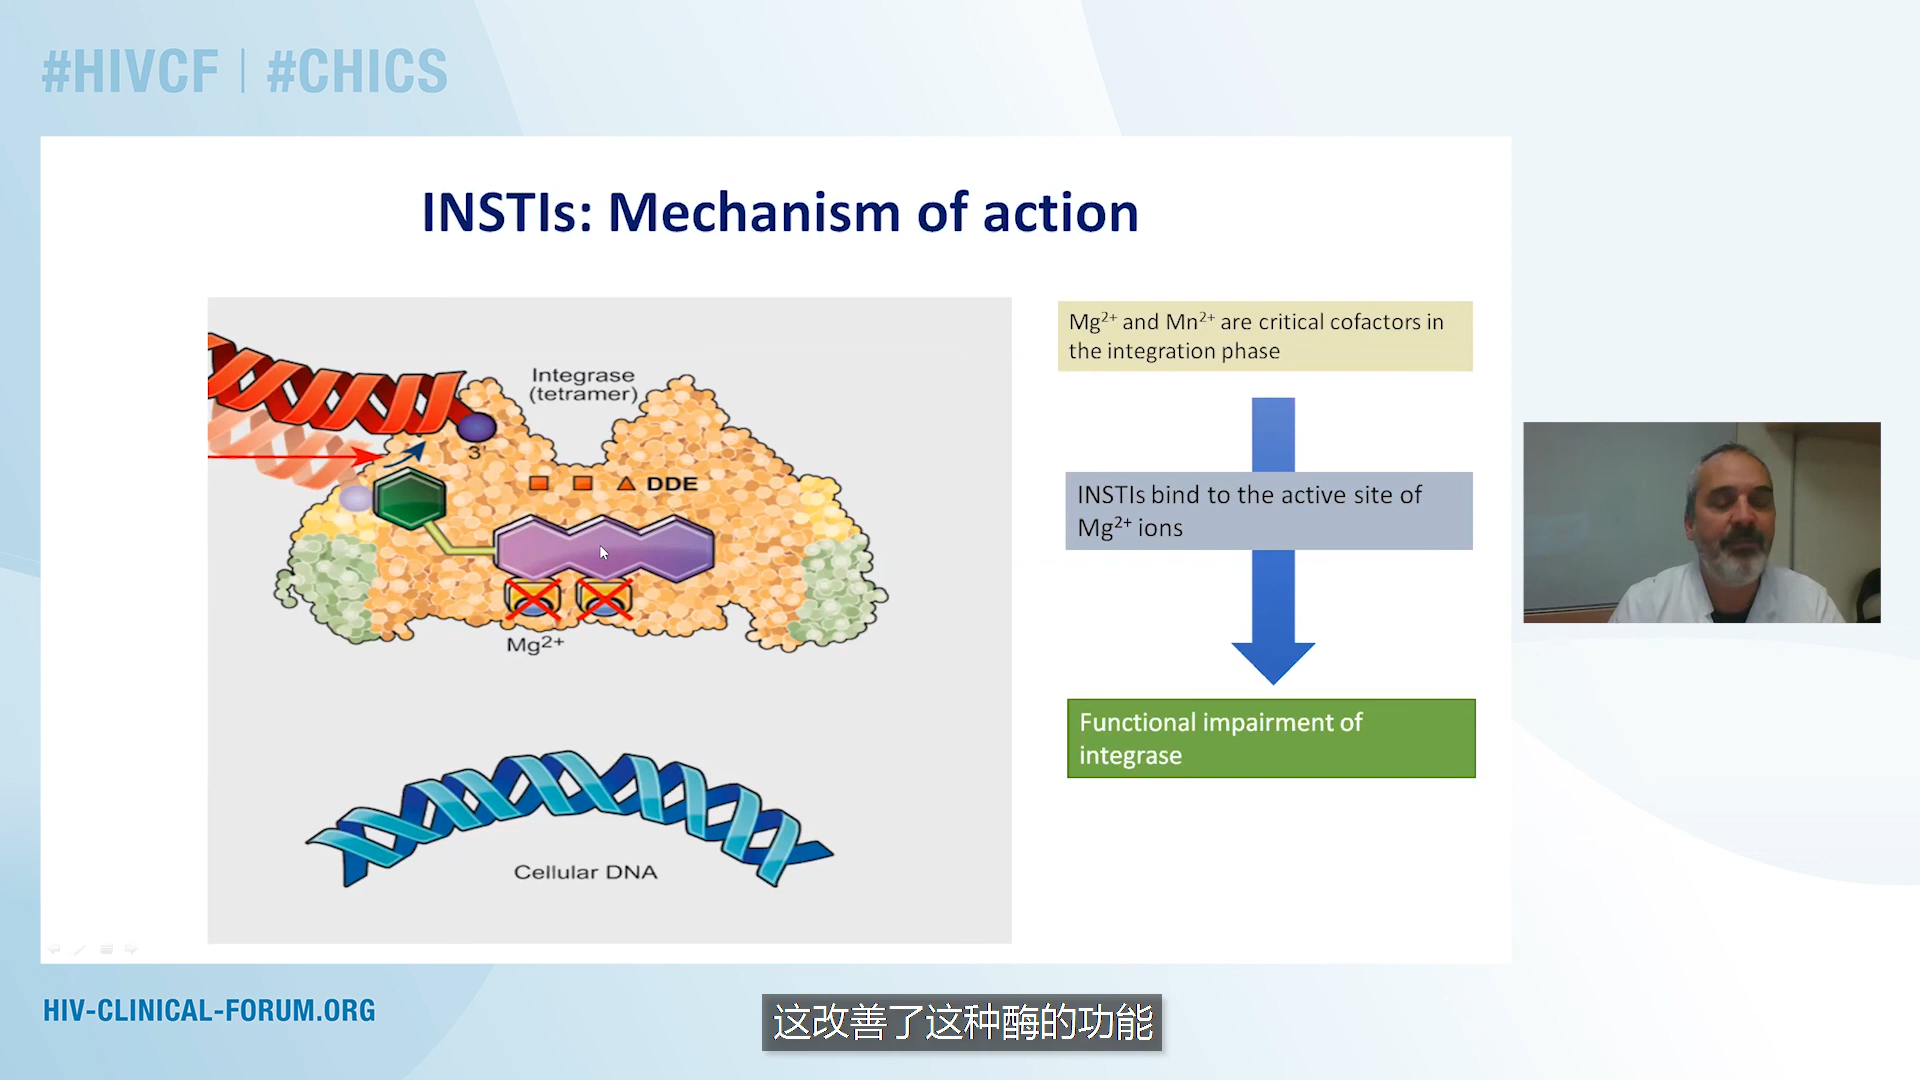 #HIVCF | #CHICS
INSTIs: Mechanism of action
Integrase
(tetramer)
3'
DDE
Mg2+
Cellular DNA
Mg²⁺ and Mn²⁺ are critical cofactors in
the integration phase
INSTIs bind to the active site of
Mg²⁺ ions
Functional impairment of
integrase
HIV-CLINICAL-FORUM.ORG
这改善了这种酶的功能